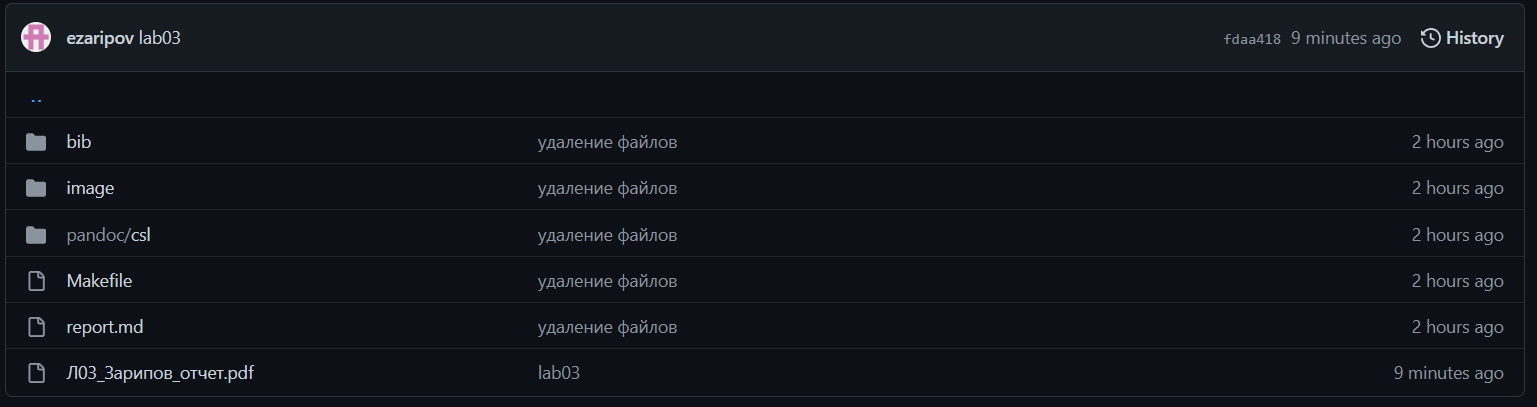 ezaripov lab03 fdaa418 9 minutes ago History
..
bib удаление файлов 2 hours ago
image удаление файлов 2 hours ago
pandoc/csl удаление файлов 2 hours ago
Makefile удаление файлов 2 hours ago
report.md удаление файлов 2 hours ago
Л03_Зарипов_отчет.pdf lab03 9 minutes ago